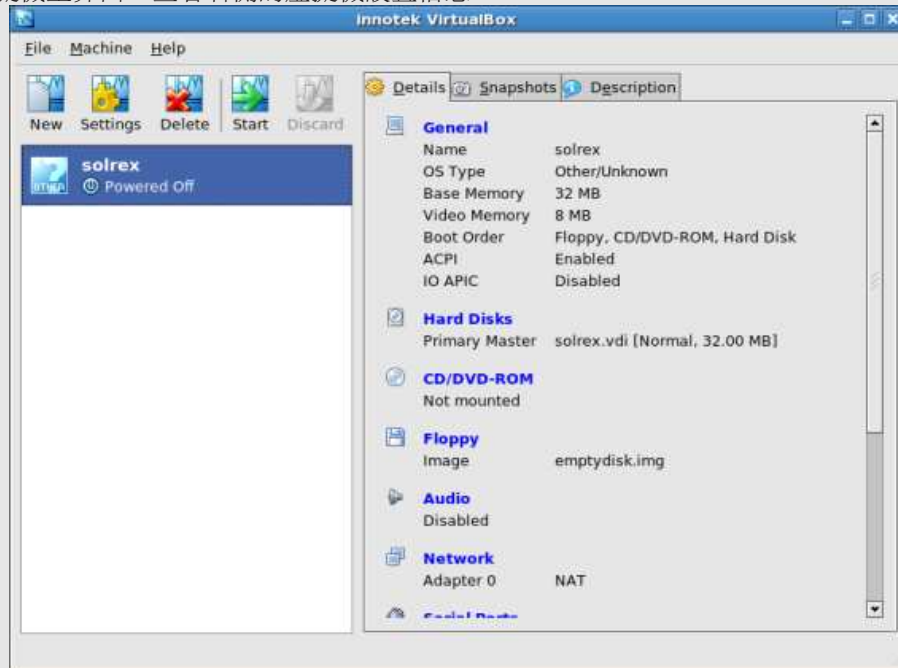 innotek VirtualBox
File Machine Help
New Settings Delete Start Discard
Details Snapshots Description
solrex
Powered Off
General
Name solrex
OS Type Other/Unknown
Base Memory 32 MB
Video Memory 8 MB
Boot Order Floppy, CD/DVD-ROM, Hard Disk
ACPI Enabled
IO APIC Disabled
Hard Disks
Primary Master solrex.vdi [Normal, 32.00 MB]
CD/DVD-ROM
Not mounted
Floppy
Image emptydisk.img
Audio
Disabled
Network
Adapter 0 NAT
Serial Ports